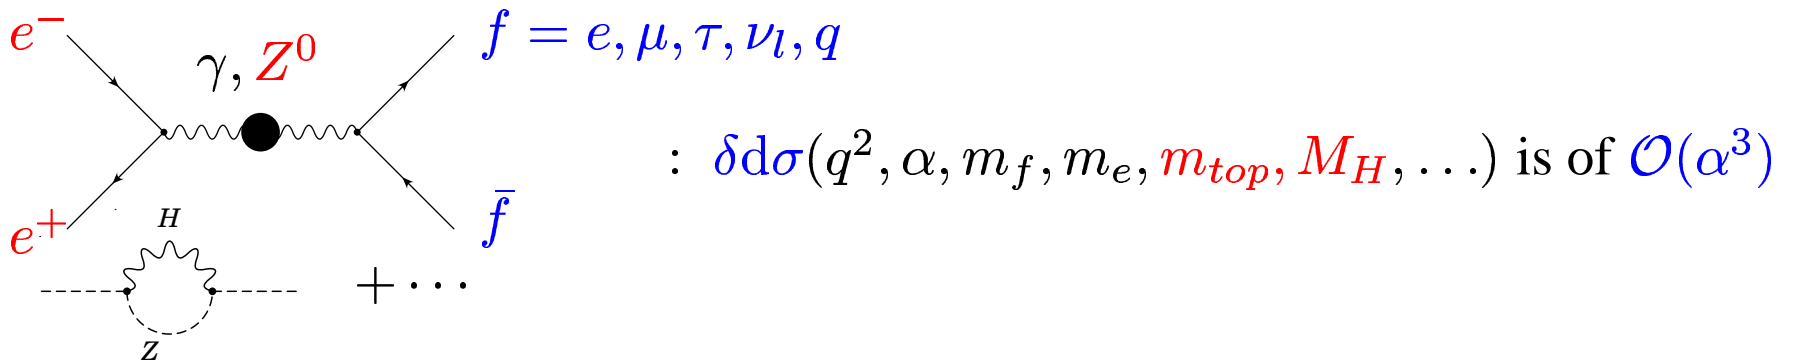 e⁻ f = e, μ, τ, ν_l, q
γ, Z⁰
: δdσ(q², α, m_f, m_e, m_top, M_H, …) is of 𝒪(α³)
e⁺ f̄
H
+ ···
Z